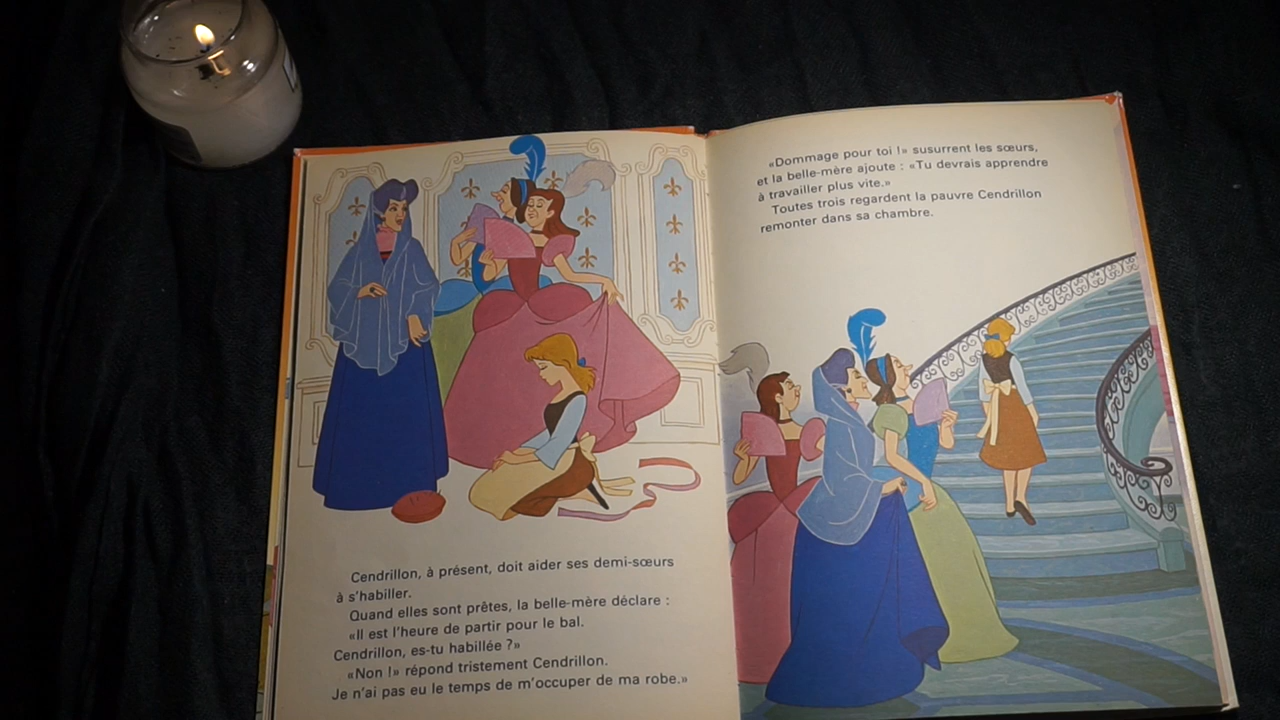 Cendrillon, à présent, doit aider ses demi-sœurs
à s'habiller.
Quand elles sont prêtes, la belle-mère déclare :
«Il est l'heure de partir pour le bal.
Cendrillon, es-tu habillée ?»
«Non !» répond tristement Cendrillon.
Je n'ai pas eu le temps de m'occuper de ma robe.»
«Dommage pour toi !» susurrent les sœurs,
et la belle-mère ajoute : «Tu devrais apprendre
à travailler plus vite.»
Toutes trois regardent la pauvre Cendrillon
remonter dans sa chambre.